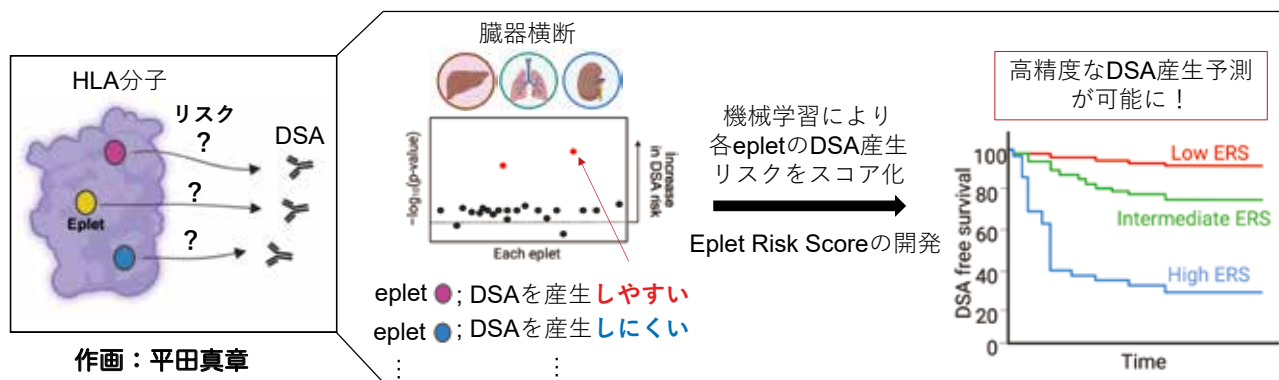 HLA分子
リスク
?
DSA
?
Eplet
?
作画：平田真章
臓器横断
−log₁₀(p-value)
Increase
in DSA risk
Each eplet
eplet ; DSAを産生しやすい
eplet ; DSAを産生しにくい
⋮ ⋮
機械学習により
各epletのDSA産生
リスクをスコア化
Eplet Risk Scoreの開発
高精度なDSA産生予測
が可能に！
DSA free survival
100
80
60
40
20
0
Low ERS
Intermediate ERS
High ERS
Time